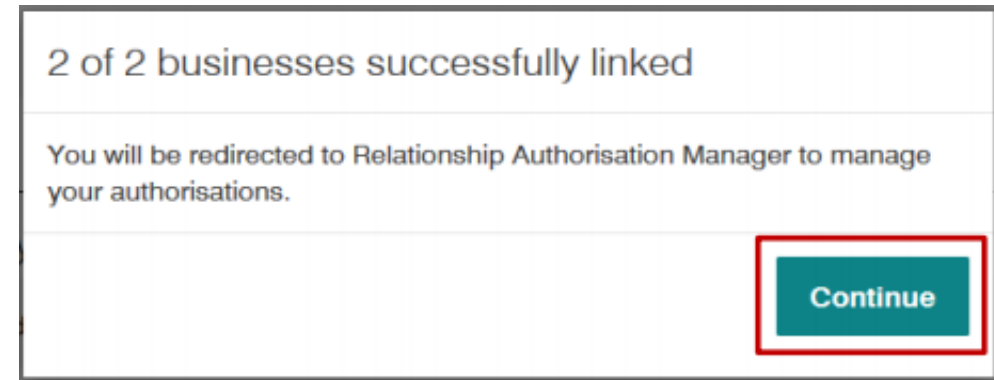 2 of 2 businesses successfully linked
You will be redirected to Relationship Authorisation Manager to manage
your authorisations.
Continue